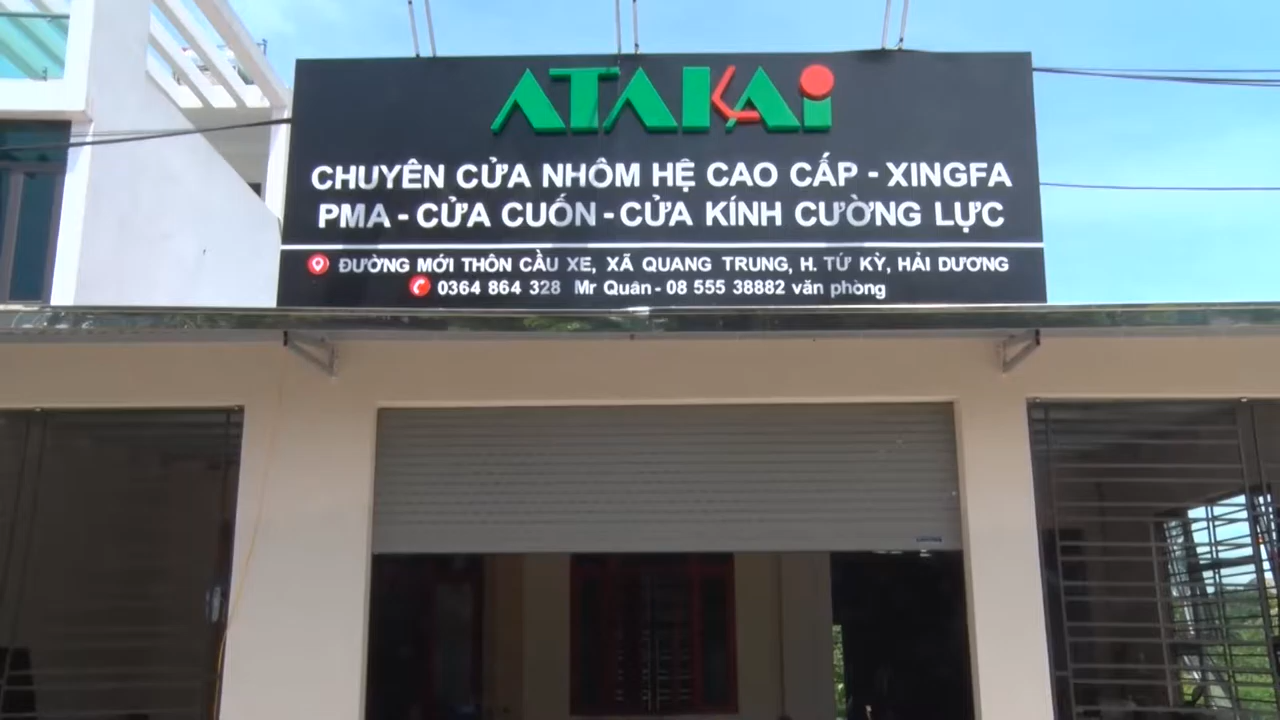 ATAKAi
CHUYÊN CỬA NHÔM HỆ CAO CẤP - XINGFA
PMA - CỬA CUỐN - CỬA KÍNH CƯỜNG LỰC
ĐƯỜNG MỚI THÔN CẦU XE, XÃ QUANG TRUNG, H. TỨ KỲ, HẢI DƯƠNG
0364 864 328 Mr Quân - 08 555 38882 văn phòng